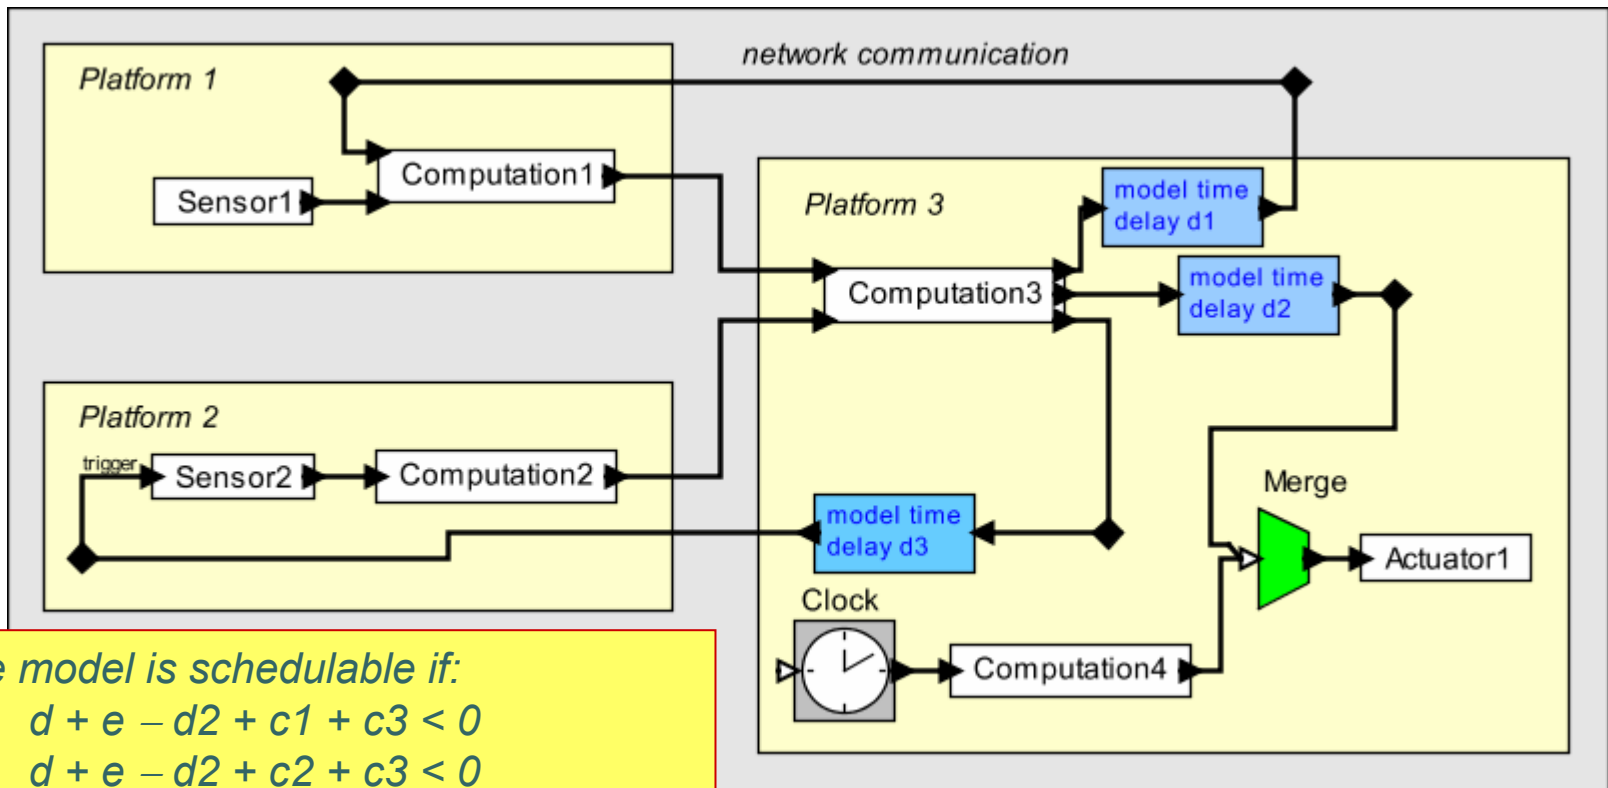 network communication
Platform 1
Computation1
Sensor1
Platform 3
model time
delay d1
Computation3
model time
delay d2
Platform 2
trigger
Sensor2
Computation2
model time
delay d3
Merge
Actuator1
Clock
Computation4
model is schedulable if:
d + e – d2 + c1 + c3 < 0
d + e – d2 + c2 + c3 < 0